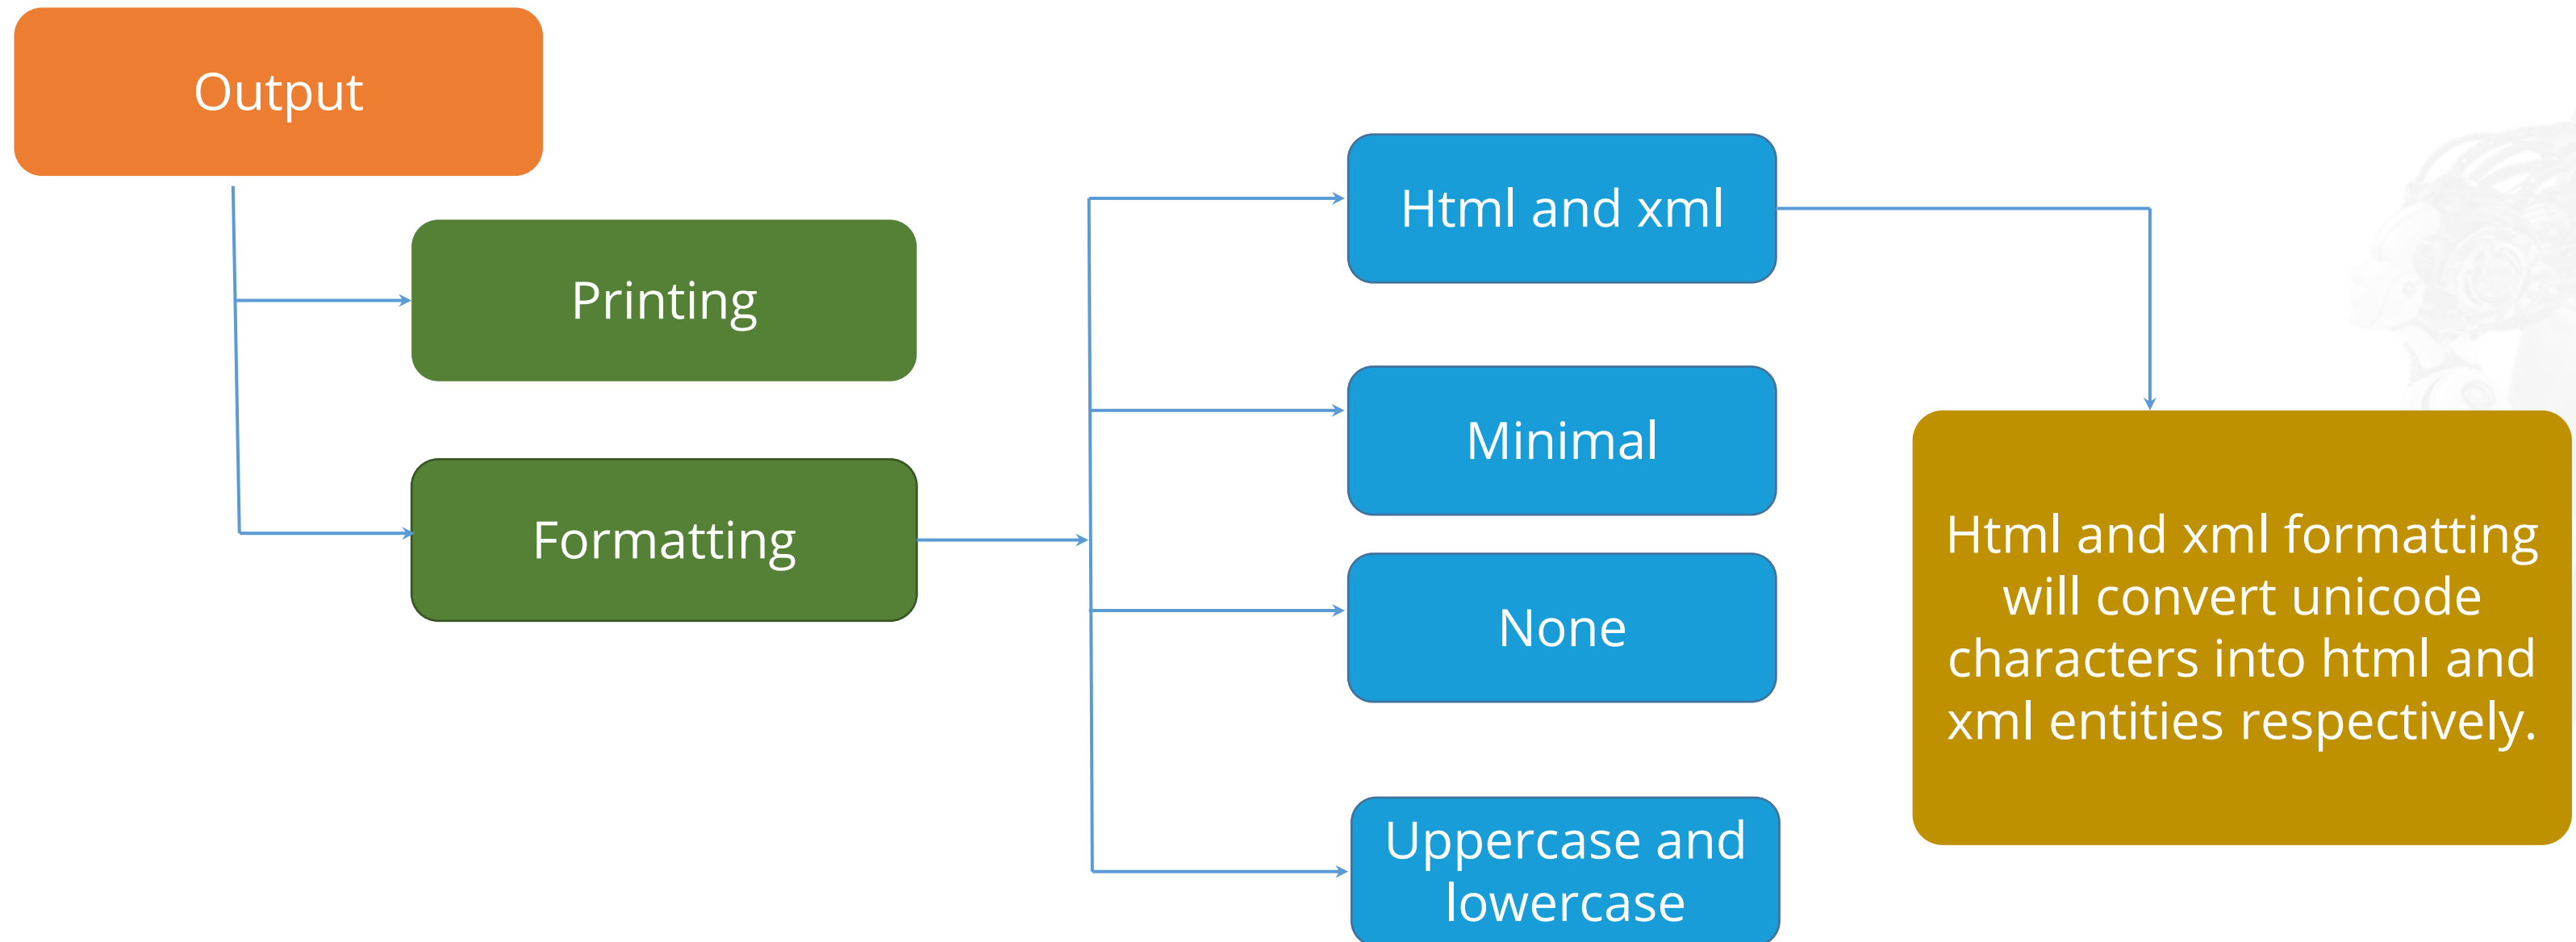 Output
Printing
Formatting
Html and xml
Minimal
None
Uppercase and
lowercase
Html and xml formatting
will convert unicode
characters into html and
xml entities respectively.